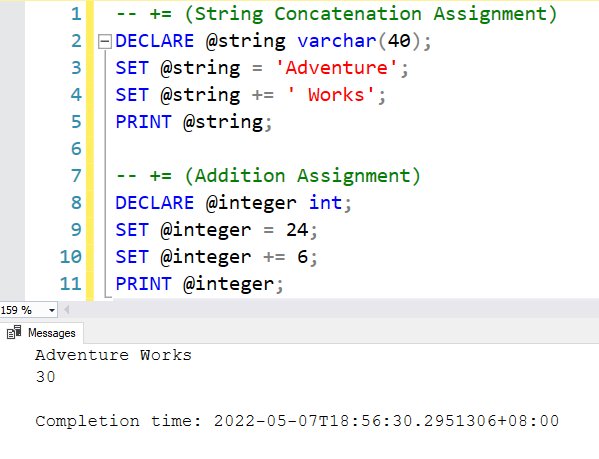 1 -- += (String Concatenation Assignment)
2 DECLARE @string varchar(40);
3 SET @string = 'Adventure';
4 SET @string += ' Works';
5 PRINT @string;
6
7 -- += (Addition Assignment)
8 DECLARE @integer int;
9 SET @integer = 24;
10 SET @integer += 6;
11 PRINT @integer;
159 %
Messages
Adventure Works
30
Completion time: 2022-05-07T18:56:30.2951306+08:00